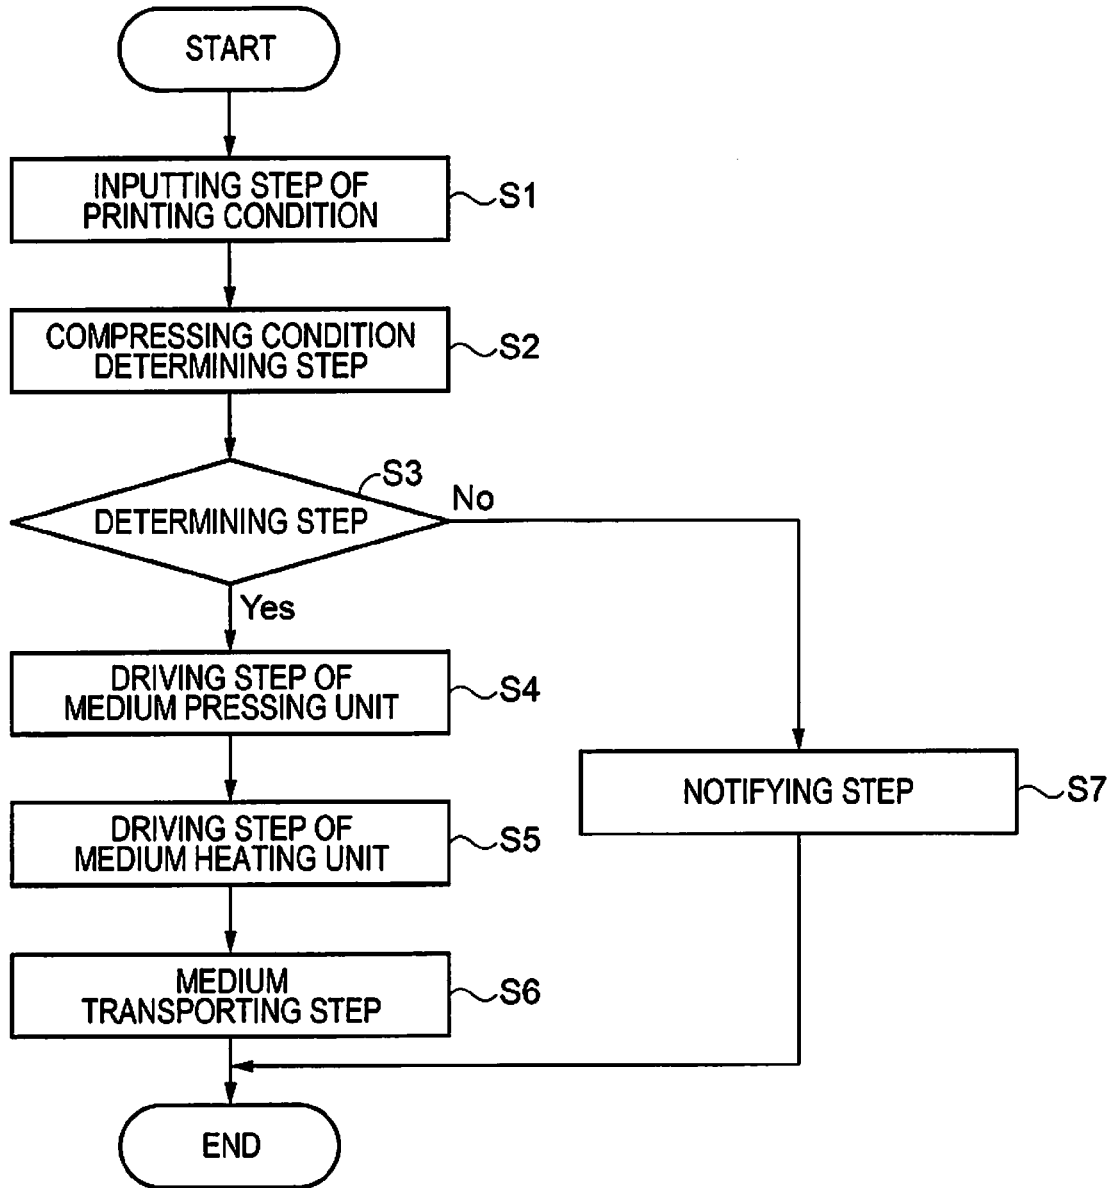 START
INPUTTING STEP OF
PRINTING CONDITION
S1
COMPRESSING CONDITION
DETERMINING STEP
S2
S3
DETERMINING STEP
No
Yes
DRIVING STEP OF
MEDIUM PRESSING UNIT
S4
NOTIFYING STEP
S7
DRIVING STEP OF
MEDIUM HEATING UNIT
S5
MEDIUM
TRANSPORTING STEP
S6
END